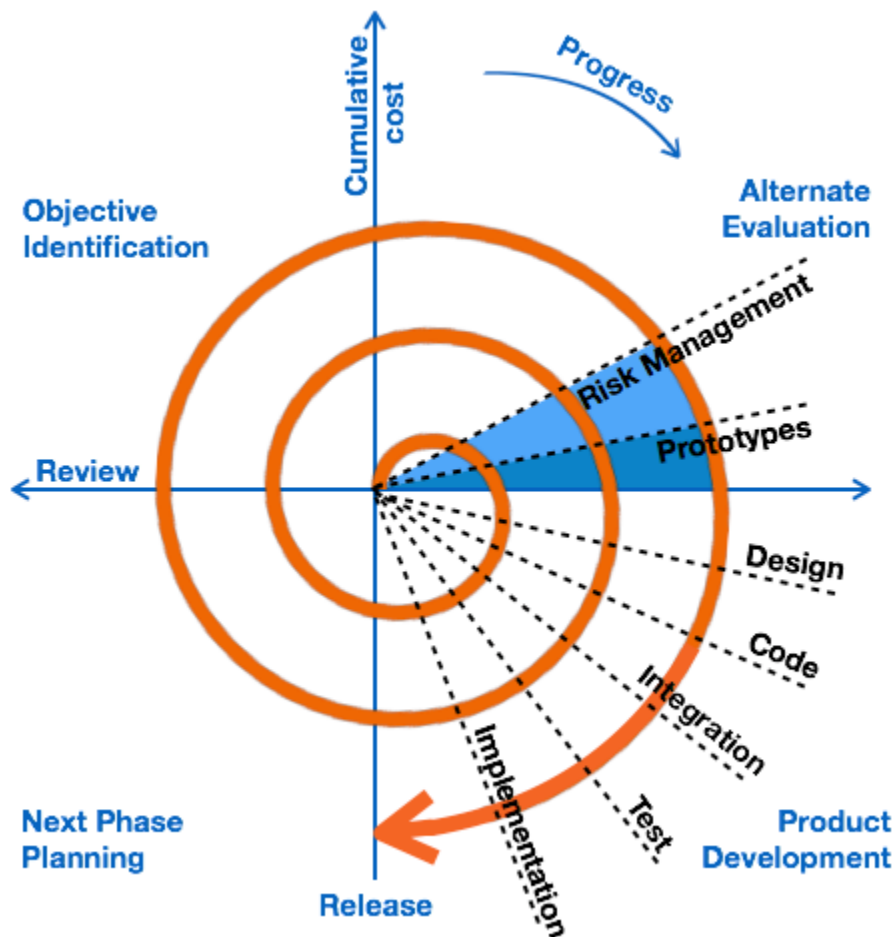 Cumulative
cost
Progress
Objective
Identification
Alternate
Evaluation
Risk Management
Prototypes
Review
Design
Code
Integration
Test
Implementation
Next Phase
Planning
Product
Development
Release